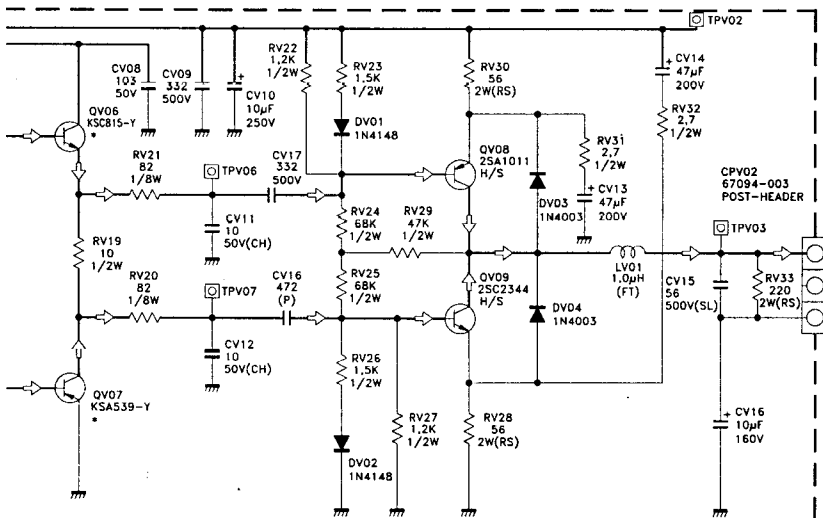 TPV02
RV22
1,2K
1/2W
RV23
1,5K
1/2W
RV30
56
2W(RS)
CV14
47µF
200V
CV08
103
50V
CV09
332
500V
+
CV10
10µF
250V
RV32
2,7
1/2W
QV06
KSC815-Y
*
DV01
1N4148
RV21
82
1/8W
TPV06
CV17
332
500V
QV08
2SA1011
H/S
RV31
2,7
1/2W
CPV02
67094-003
POST-HEADER
CV11
10
50V(CH)
DV03
1N4003
+
CV13
47µF
200V
TPV03
RV24
68K
1/2W
RV29
47K
1/2W
RV19
10
1/2W
RV20
82
1/8W
TPV07
CV16
472
(P)
RV25
68K
1/2W
QV09
2SC2344
H/S
LV01
1,0µH
(FT)
CV15
56
500V(SL)
RV33
220
2W(RS)
DV04
1N4003
CV12
10
50V(CH)
QV07
KSA539-Y
*
RV26
1,5K
1/2W
RV27
1,2K
1/2W
RV28
56
2W(RS)
+
CV16
10µF
160V
DV02
1N4148